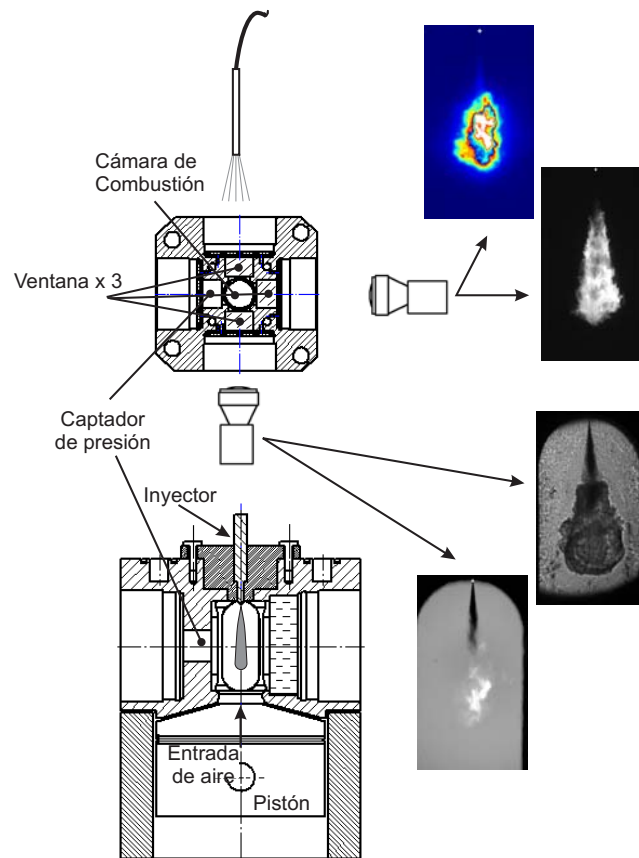 Cámara de
Combustión
Ventana x 3
Captador
de presión
Inyector
Entrada
de aire
Pistón